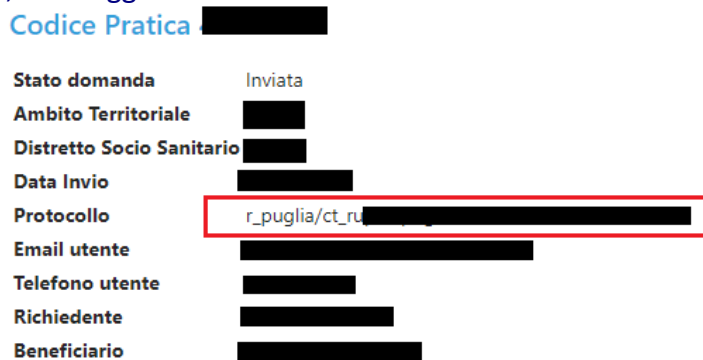 Codice Pratica
Stato domanda Inviata
Ambito Territoriale
Distretto Socio Sanitario
Data Invio
Protocollo r_puglia/ct_ru
Email utente
Telefono utente
Richiedente
Beneficiario